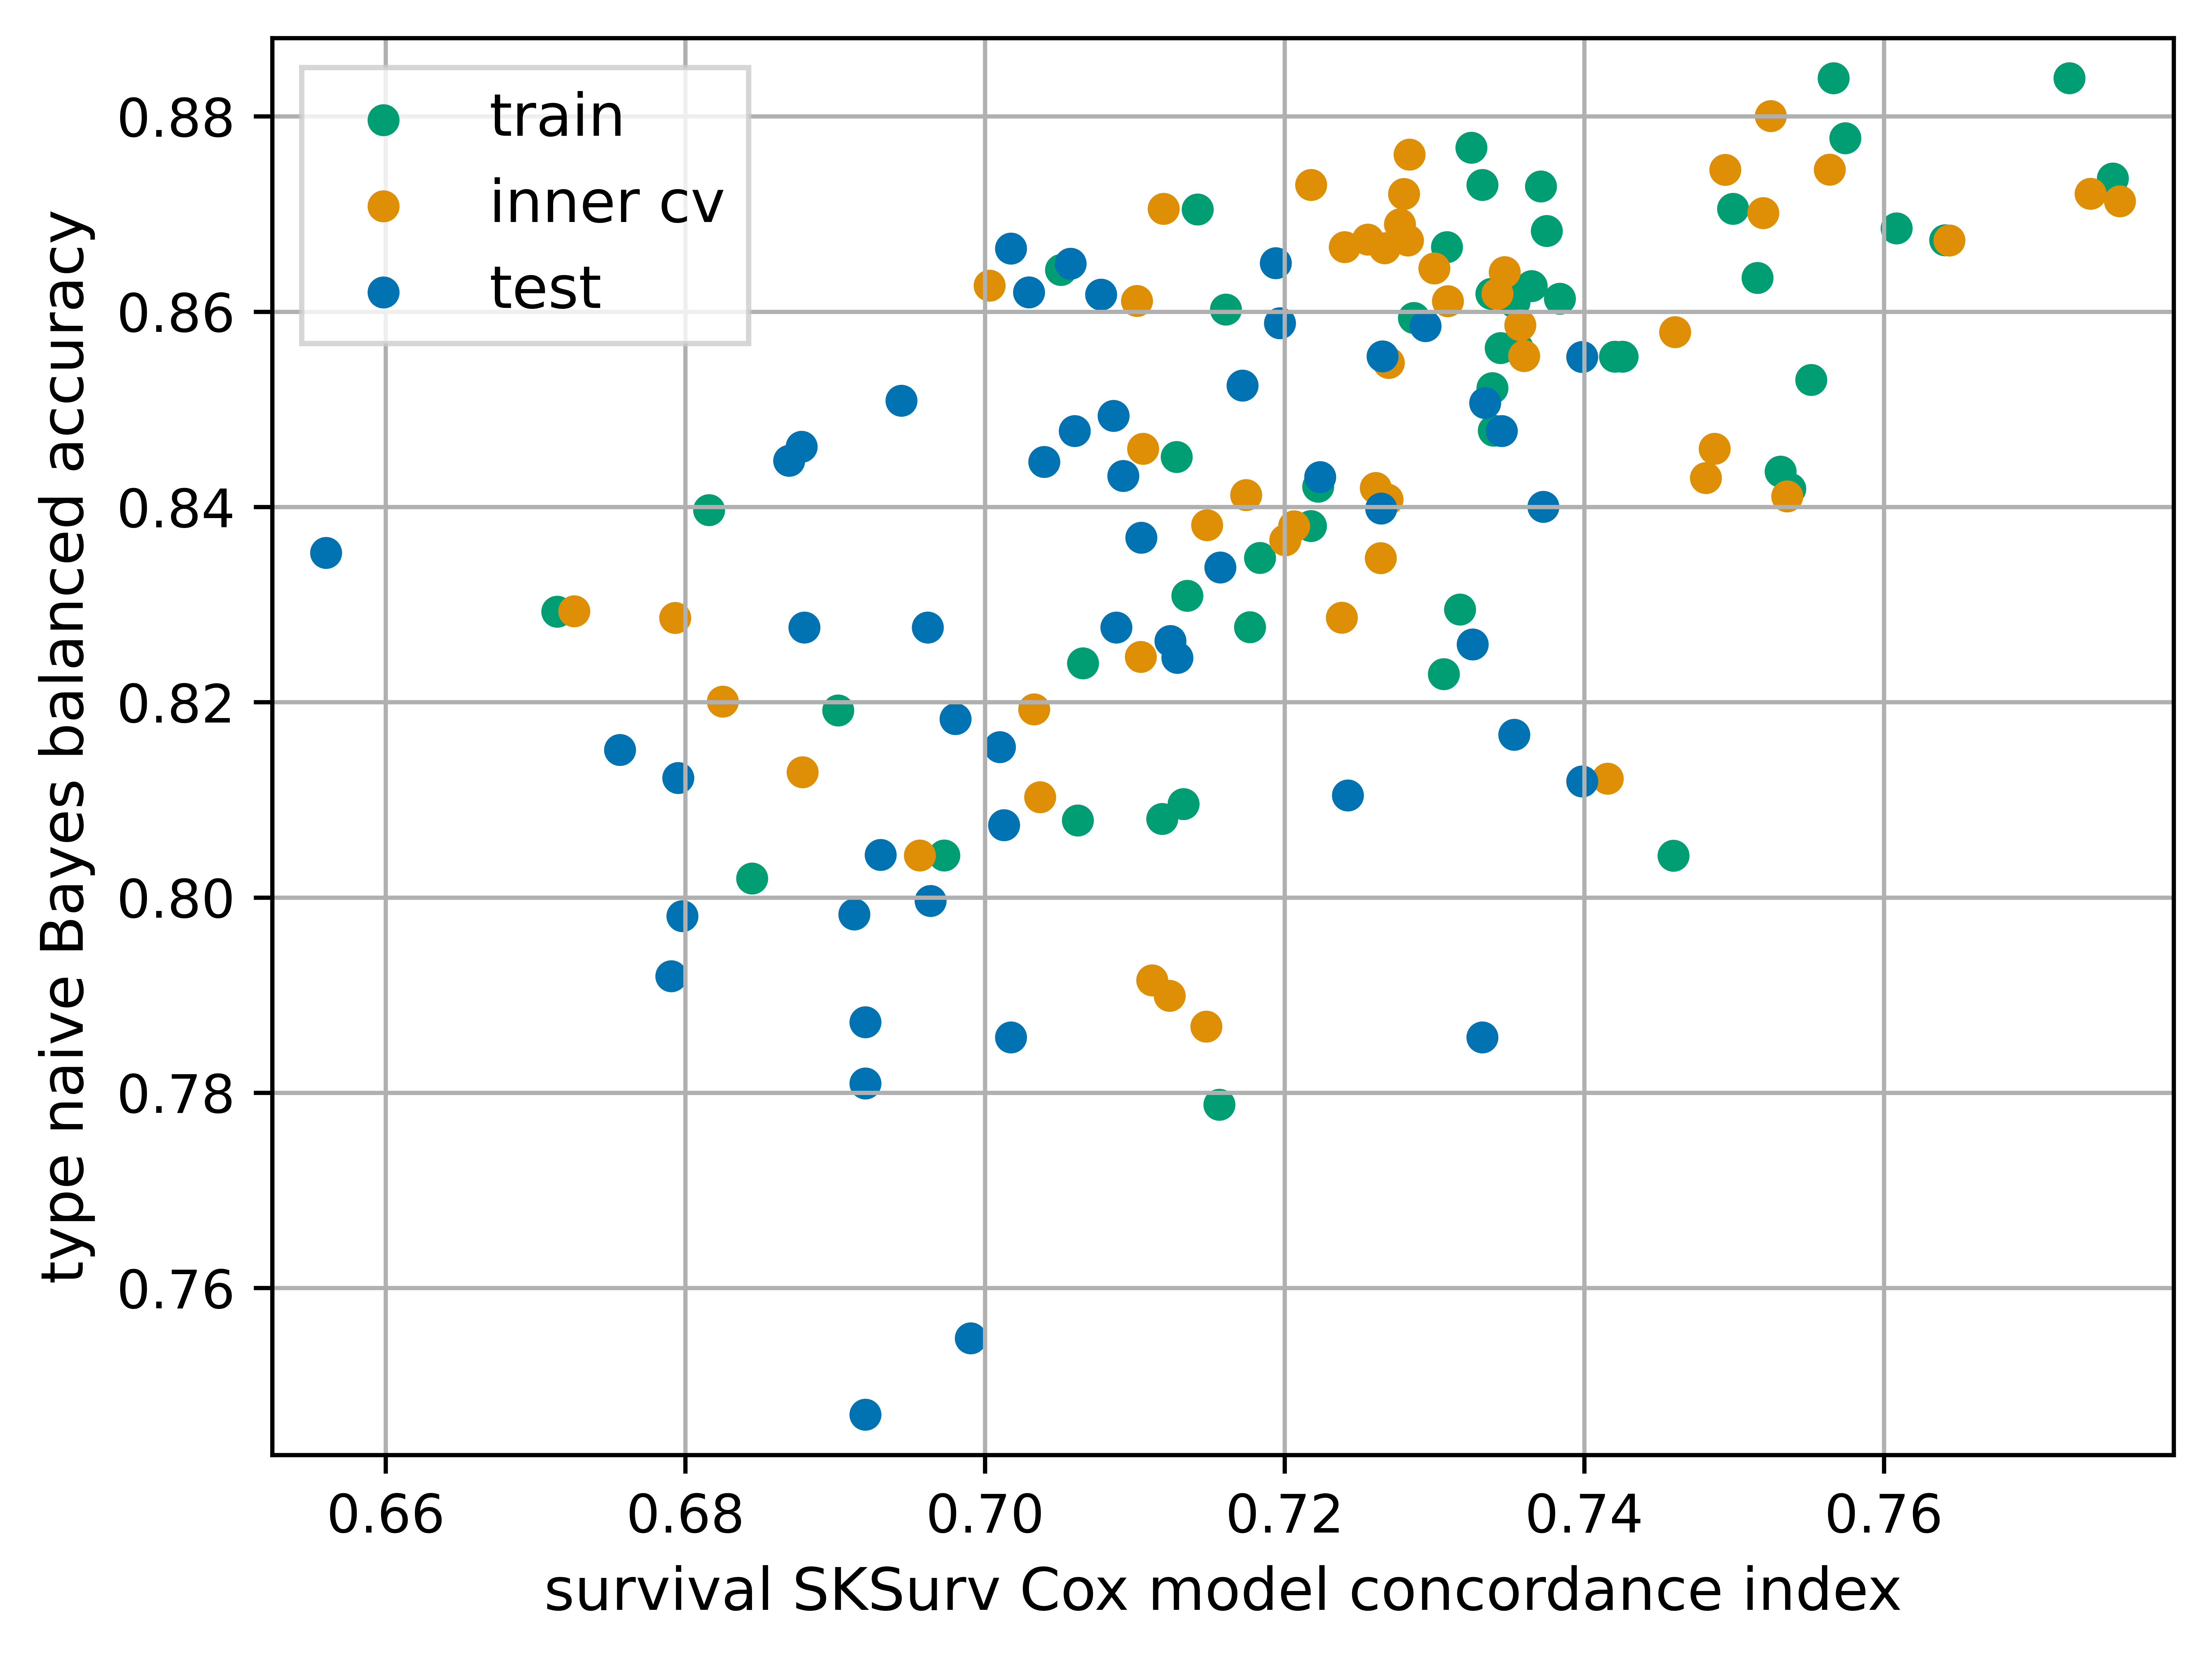 train
inner cv
test
0.88
0.86
0.84
0.82
0.80
0.78
0.76
type naive Bayes balanced accuracy
0.66 0.68 0.70 0.72 0.74 0.76
survival SKSurv Cox model concordance index